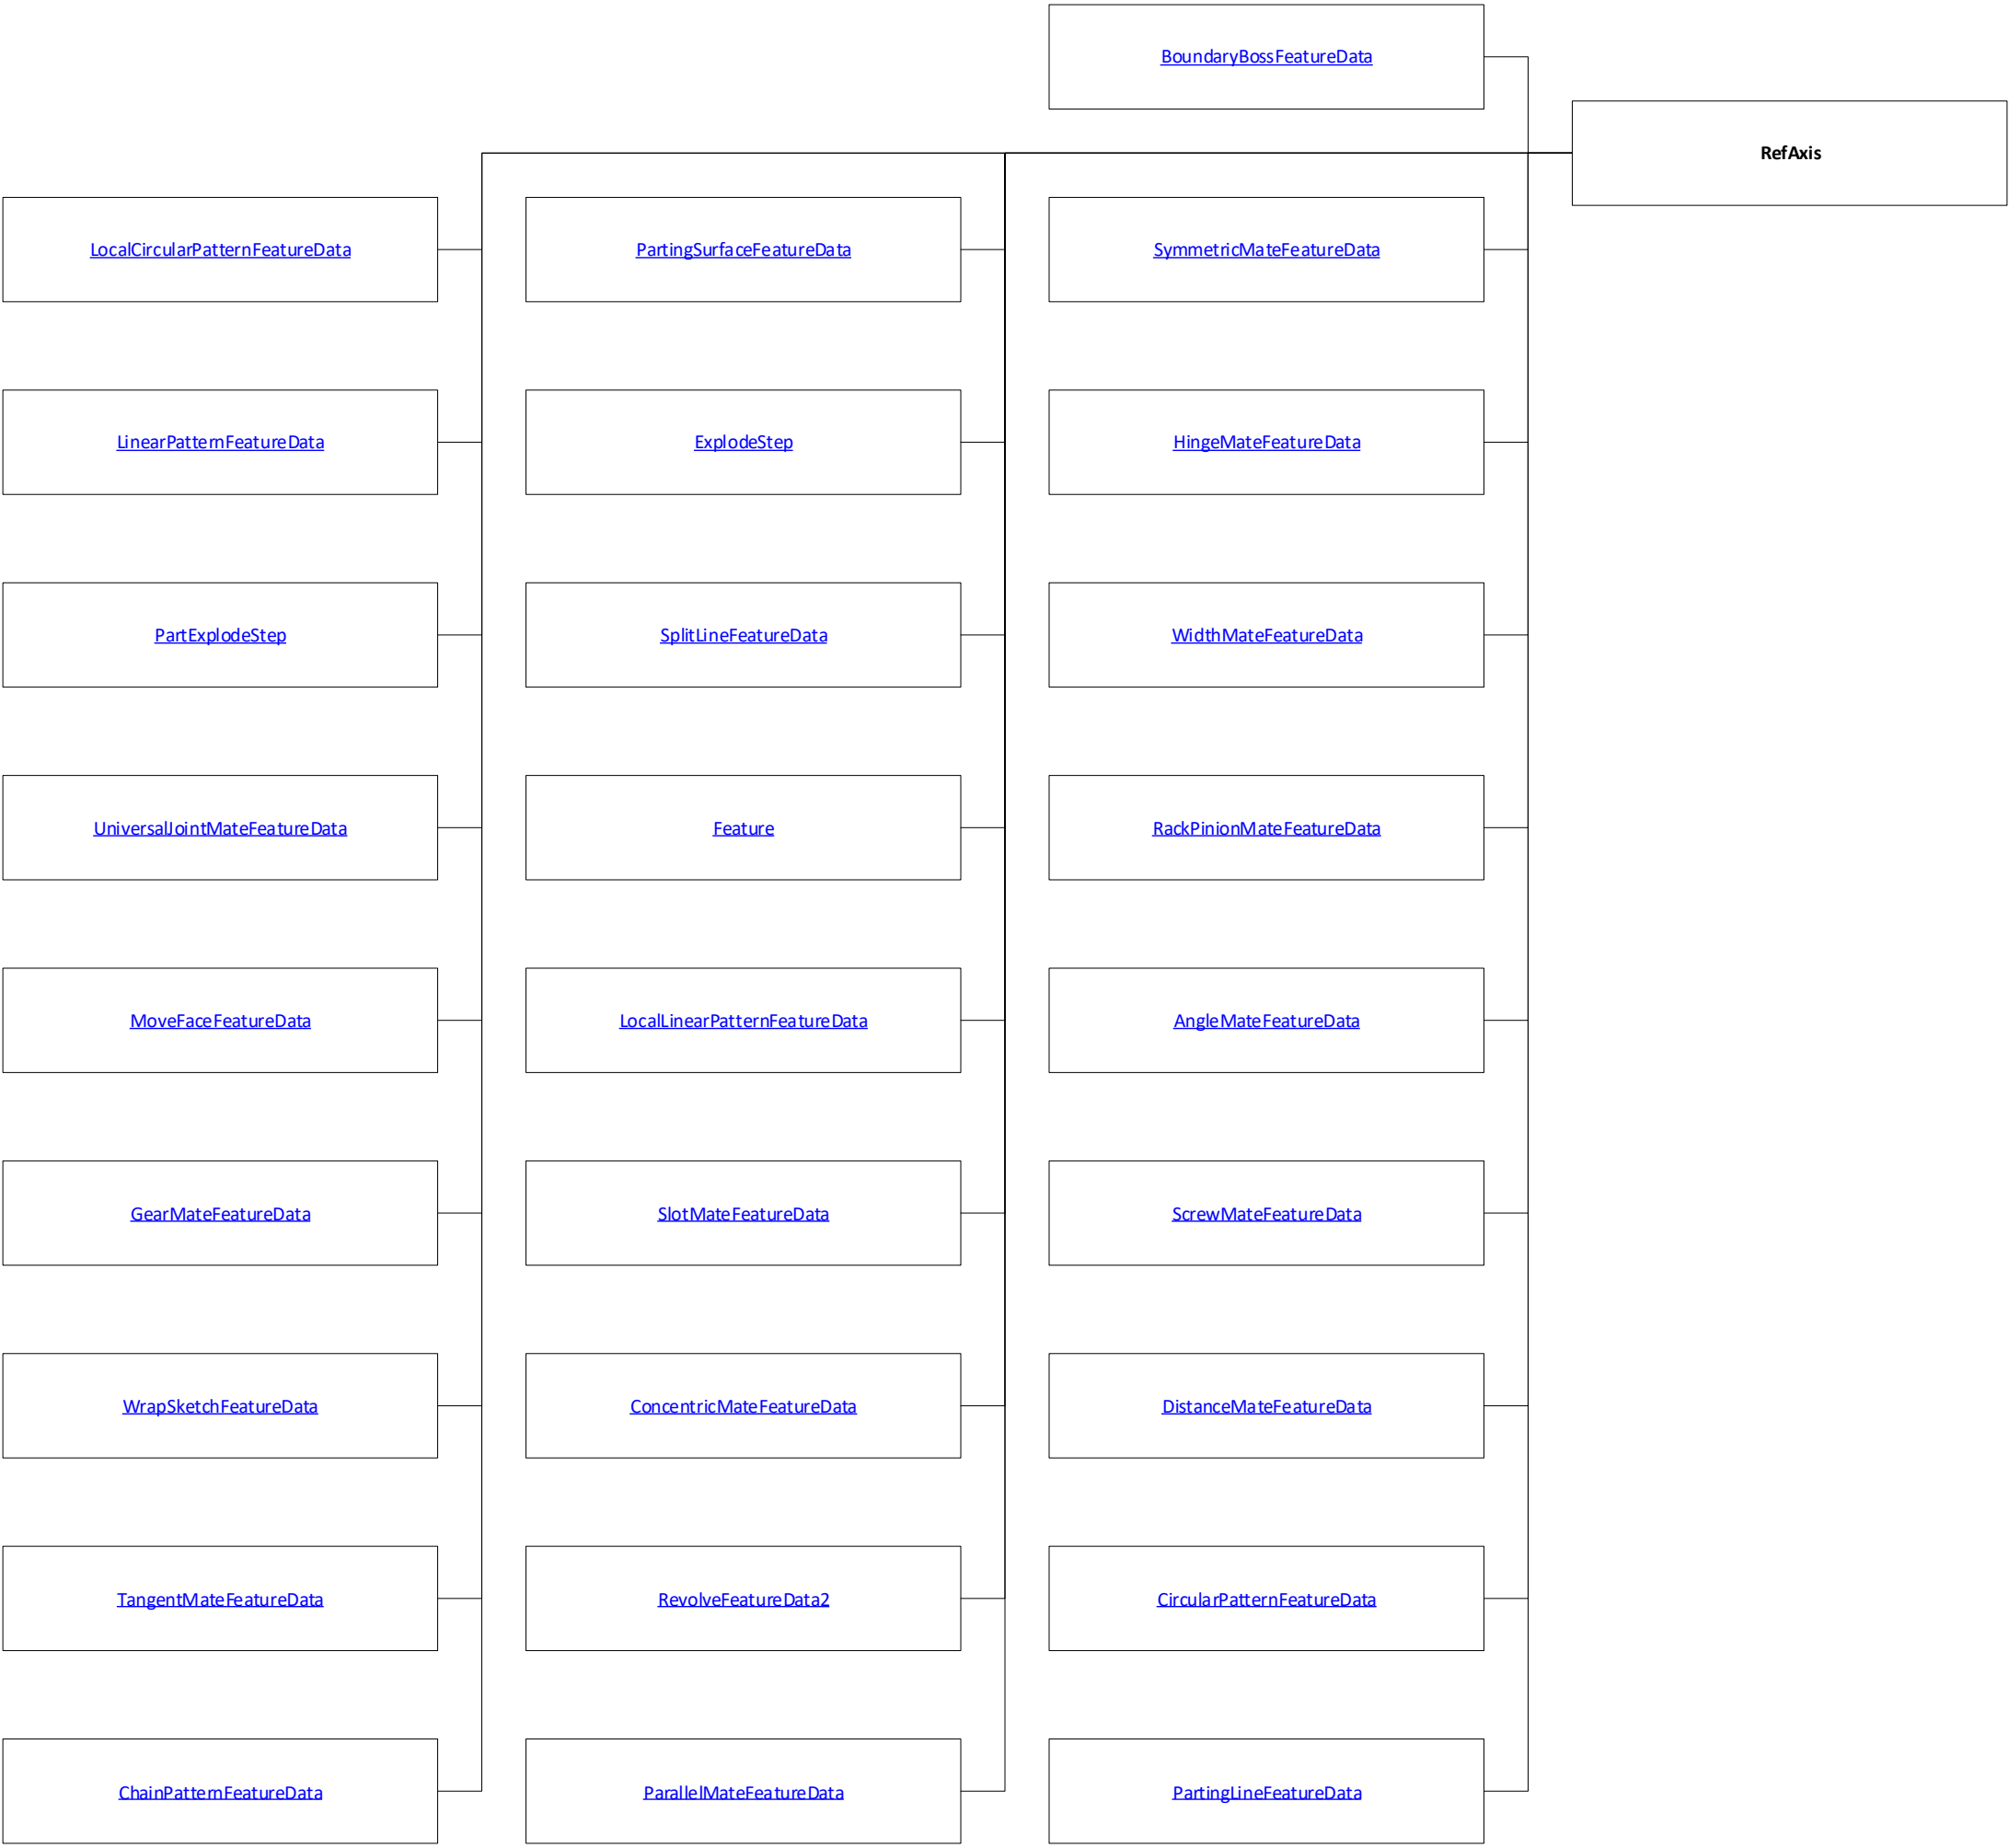 BoundaryBossFeatureData
RefAxis
LocalCircularPatternFeatureData
PartingSurfaceFeatureData
SymmetricMateFeatureData
LinearPatternFeatureData
ExplodeStep
HingeMateFeatureData
PartExplodeStep
SplitLineFeatureData
WidthMateFeatureData
UniversalJointMateFeatureData
Feature
RackPinionMateFeatureData
MoveFaceFeatureData
LocalLinearPatternFeatureData
AngleMateFeatureData
GearMateFeatureData
SlotMateFeatureData
ScrewMateFeatureData
WrapSketchFeatureData
ConcentricMateFeatureData
DistanceMateFeatureData
TangentMateFeatureData
RevolveFeatureData2
CircularPatternFeatureData
ChainPatternFeatureData
ParallelMateFeatureData
PartingLineFeatureData